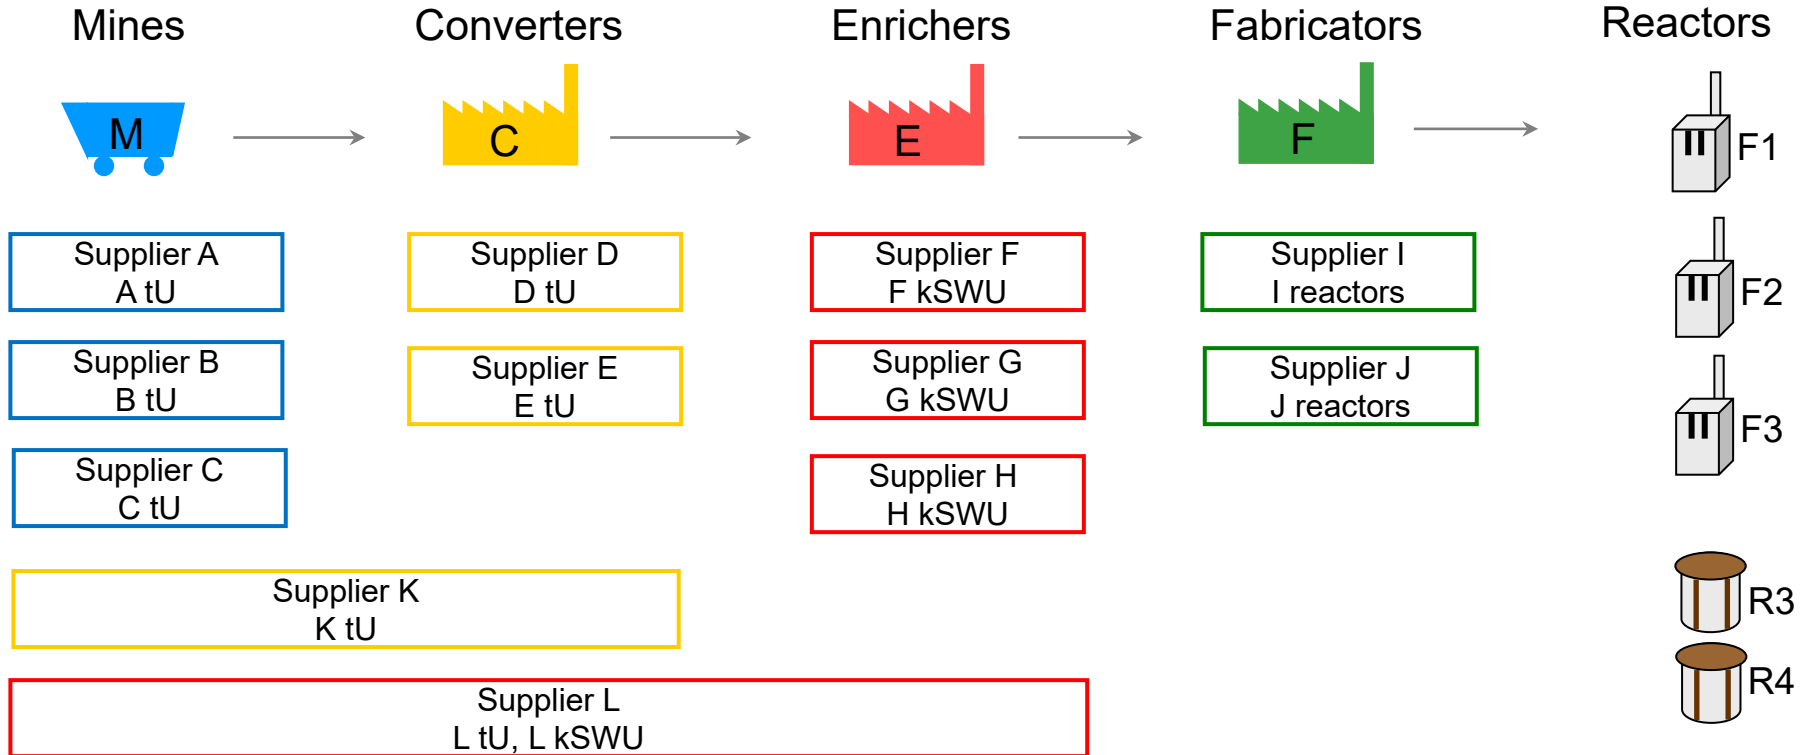 Mines
Converters
Enrichers
Fabricators
Reactors
M
C
E
F
F1
Supplier A
A tU
Supplier D
D tU
Supplier F
F kSWU
Supplier I
I reactors
F2
Supplier B
B tU
Supplier E
E tU
Supplier G
G kSWU
Supplier J
J reactors
F3
Supplier C
C tU
Supplier H
H kSWU
Supplier K
K tU
R3
Supplier L
L tU, L kSWU
R4